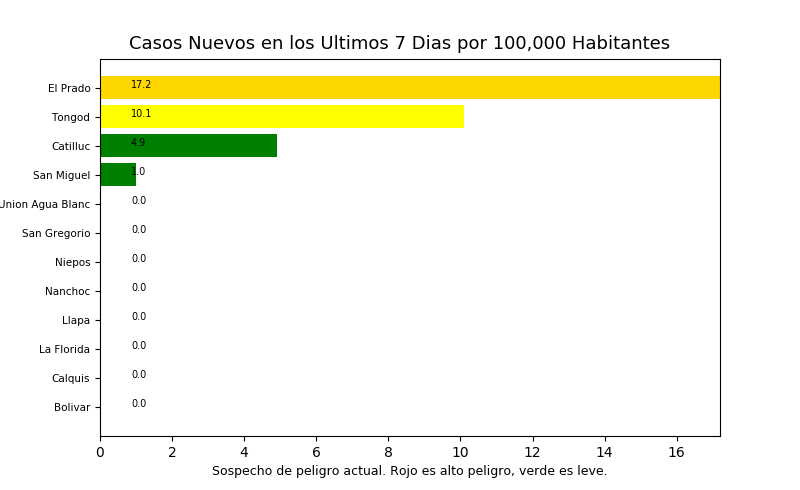 Casos Nuevos en los Ultimos 7 Dias por 100,000 Habitantes
El Prado 17.2
Tongod 10.1
Catilluc 4.9
San Miguel 1.0
Union Agua Blanc 0.0
San Gregorio 0.0
Niepos 0.0
Nanchoc 0.0
Llapa 0.0
La Florida 0.0
Calquis 0.0
Bolivar 0.0
0 2 4 6 8 10 12 14 16
Sospecho de peligro actual. Rojo es alto peligro, verde es leve.